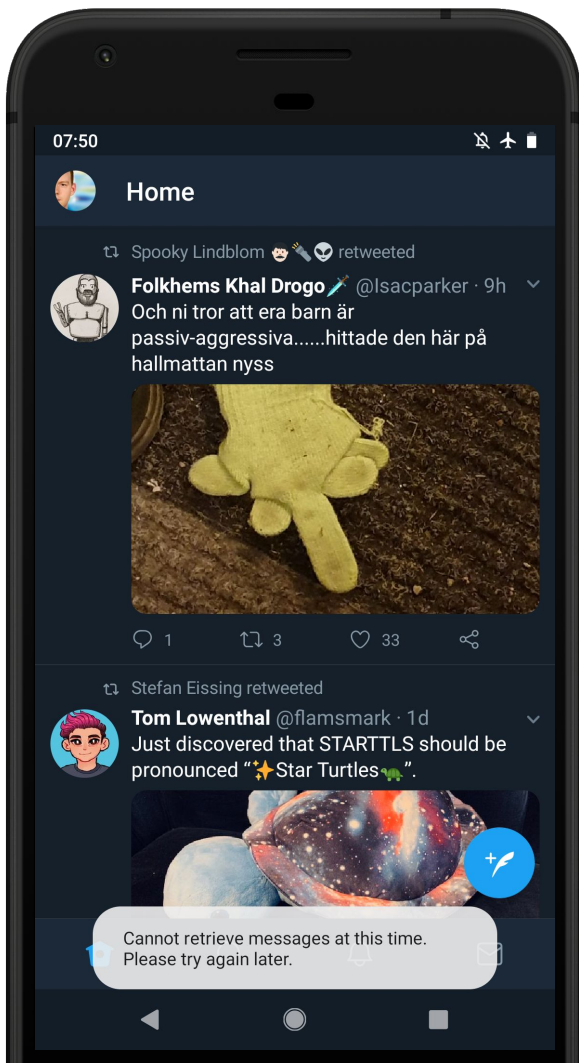 07:50
Home
Spooky Lindblom 🧛🏻‍♂️🔦👽 retweeted
Folkhems Khal Drogo🗡️ @Isacparker · 9h
Och ni tror att era barn är
passiv-aggressiva......hittade den här på
hallmattan nyss
1
3
33
Stefan Eissing retweeted
Tom Lowenthal @flamsmark · 1d
Just discovered that STARTTLS should be
pronounced “✨Star Turtles🐢”.
Cannot retrieve messages at this time.
Please try again later.